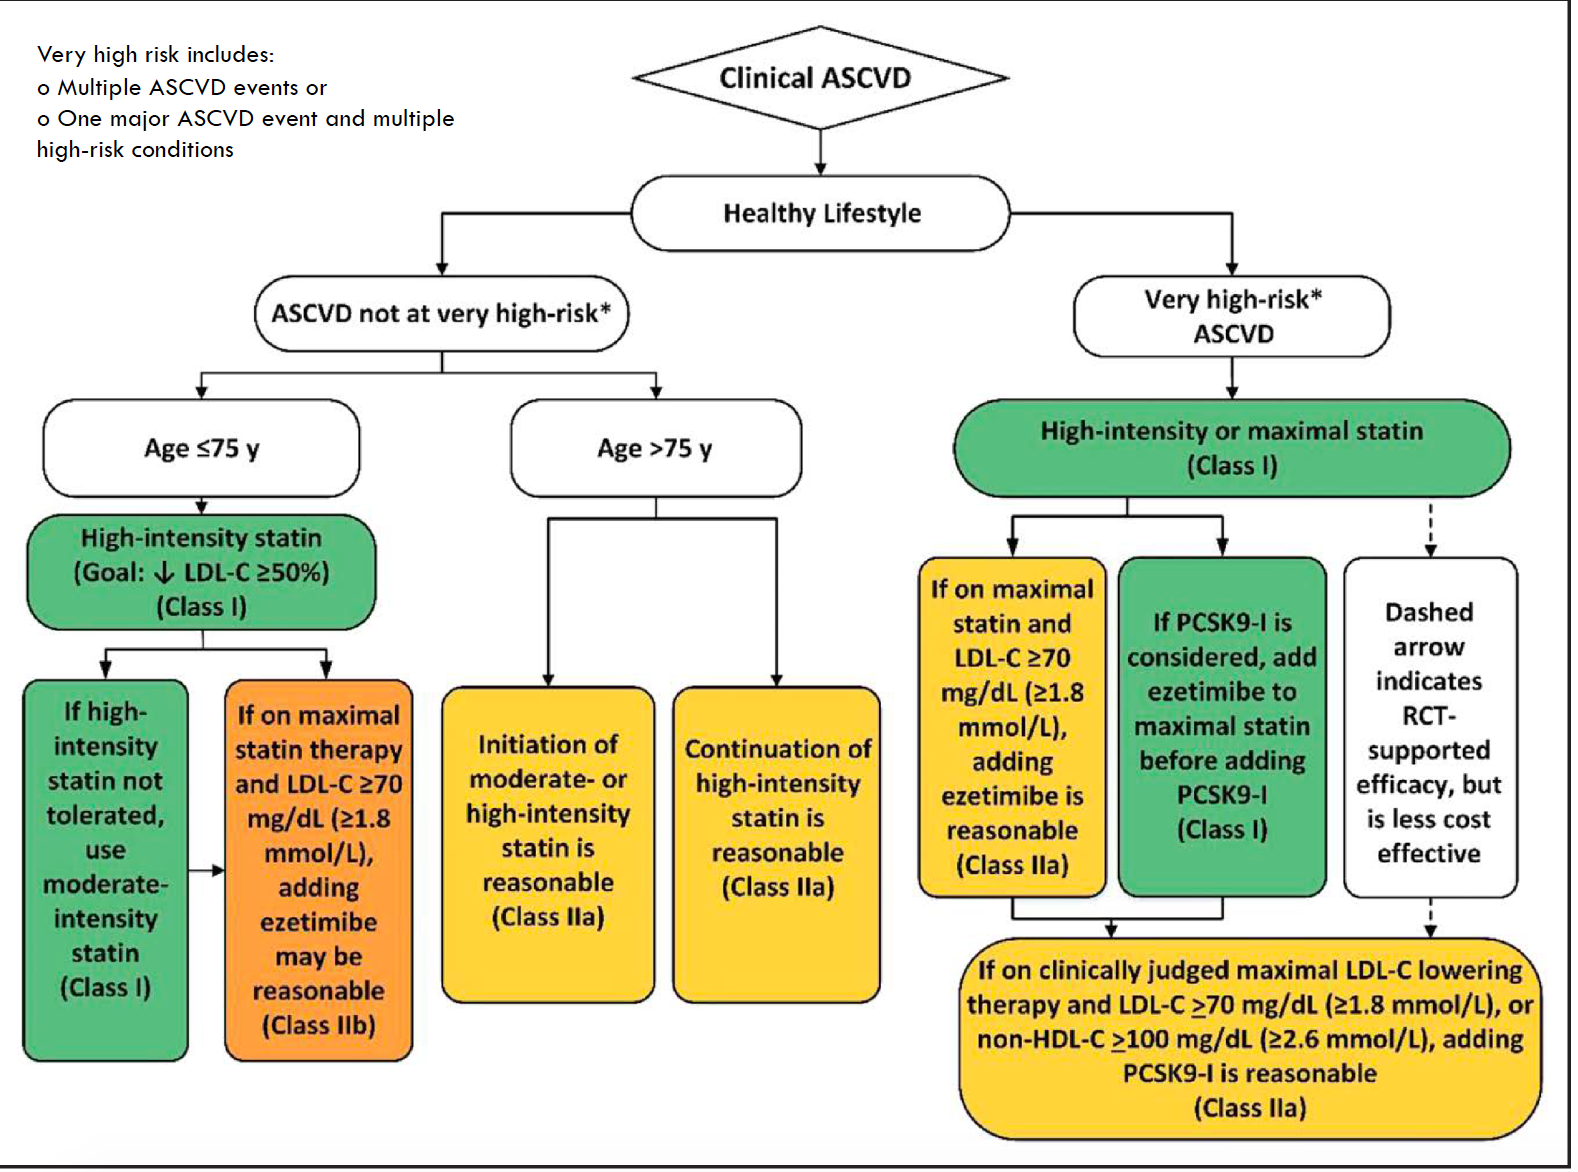 Very high risk includes:
o Multiple ASCVD events or
o One major ASCVD event and multiple
high-risk conditions
Clinical ASCVD
Healthy Lifestyle
ASCVD not at very high-risk*
Very high-risk*
ASCVD
Age ≤75 y
Age >75 y
High-intensity or maximal statin
(Class I)
High-intensity statin
(Goal: ↓ LDL-C ≥50%)
(Class I)
If high-
intensity
statin not
tolerated,
use
moderate-
intensity
statin
(Class I)
If on maximal
statin therapy
and LDL-C ≥70
mg/dL (≥1.8
mmol/L),
adding
ezetimibe
may be
reasonable
(Class IIb)
Initiation of
moderate- or
high-intensity
statin is
reasonable
(Class IIa)
Continuation of
high-intensity
statin is
reasonable
(Class IIa)
If on maximal
statin and
LDL-C ≥70
mg/dL (≥1.8
mmol/L),
adding
ezetimibe is
reasonable
(Class IIa)
If PCSK9-I is
considered, add
ezetimibe to
maximal statin
before adding
PCSK9-I
(Class I)
Dashed
arrow
indicates
RCT-
supported
efficacy, but
is less cost
effective
If on clinically judged maximal LDL-C lowering
therapy and LDL-C ≥70 mg/dL (≥1.8 mmol/L), or
non-HDL-C ≥100 mg/dL (≥2.6 mmol/L), adding
PCSK9-I is reasonable
(Class IIa)